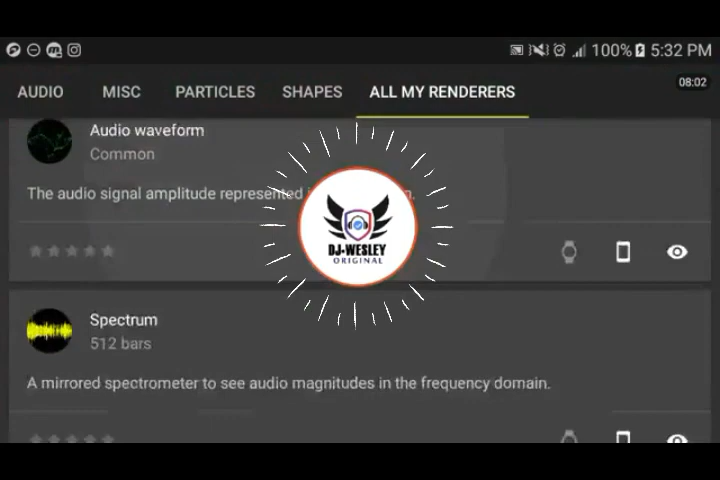 100% 5:32 PM
AUDIO MISC PARTICLES SHAPES ALL MY RENDERERS
08:02
Audio waveform
Common
The audio signal amplitude represented
DJ-WESLEY
ORIGINAL
Spectrum
512 bars
A mirrored spectrometer to see audio magnitudes in the frequency domain.